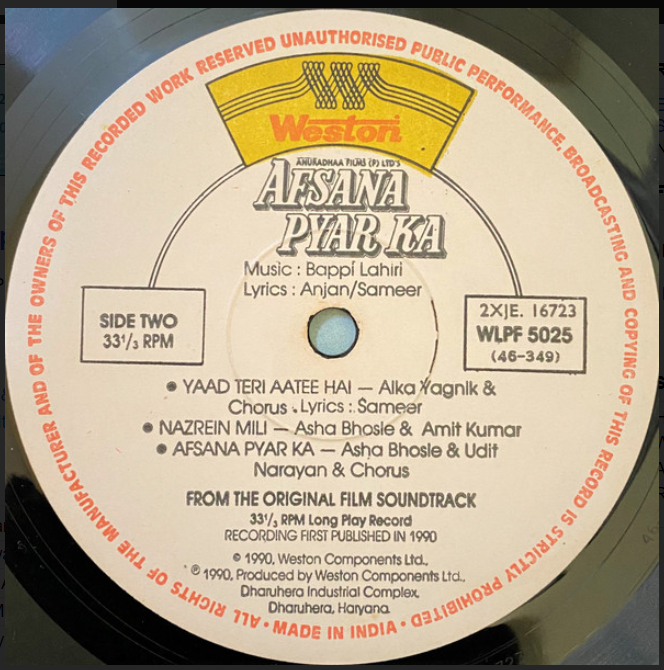 Weston
ANURADHAA FILMS (P) LTD'S
AFSANA
PYAR KA
Music : Bappi Lahiri
Lyrics : Anjan/Sameer
SIDE TWO
33 1/3 RPM
2XJE. 16723
WLPF 5025
(46-349)
• YAAD TERI AATEE HAI — Alka Yagnik &
Chorus . Lyrics : Sameer
• NAZREIN MILI — Asha Bhosle & Amit Kumar
• AFSANA PYAR KA — Asha Bhosle & Udit
Narayan & Chorus
FROM THE ORIGINAL FILM SOUNDTRACK
33 1/3 RPM Long Play Record
RECORDING FIRST PUBLISHED IN 1990
© 1990, Weston Components Ltd.,
℗ 1990, Produced by Weston Components Ltd.,
Dharuhera Industrial Complex,
Dharuhera, Haryana.
• ALL RIGHTS OF THE MANUFACTURER AND OF THE OWNERS OF THIS RECORDED WORK RESERVED UNAUTHORISED PUBLIC PERFORMANCE, BROADCASTING AND COPYING OF THIS RECORD IS STRICTLY PROHIBITED • MADE IN INDIA